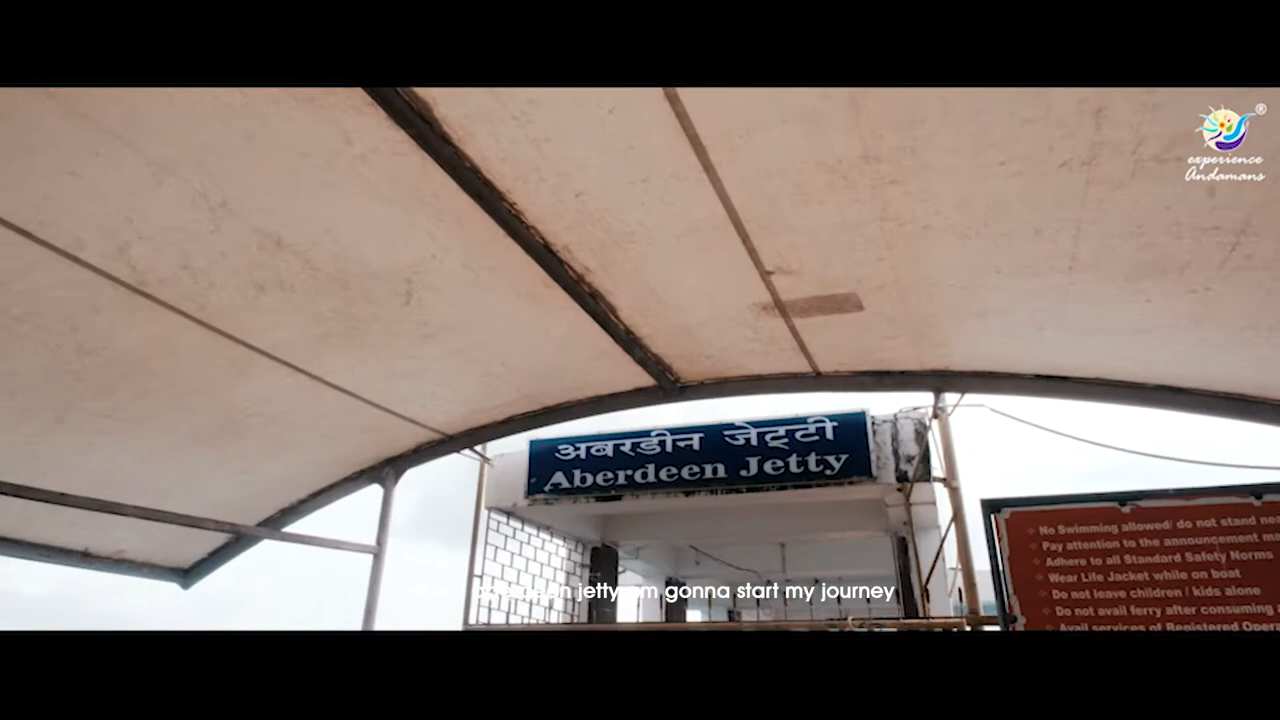 experience
Andamans
अबरडीन जेट्टी
Aberdeen Jetty
No Swimming allowed/ do not stand
Pay attention to the announcement
Adhere to all Standard Safety Norms
Wear Life Jacket while on boat
Do not leave children / kids alone
Do not avail ferry after consuming
Avail services of Registered
jetty gonna start my journey